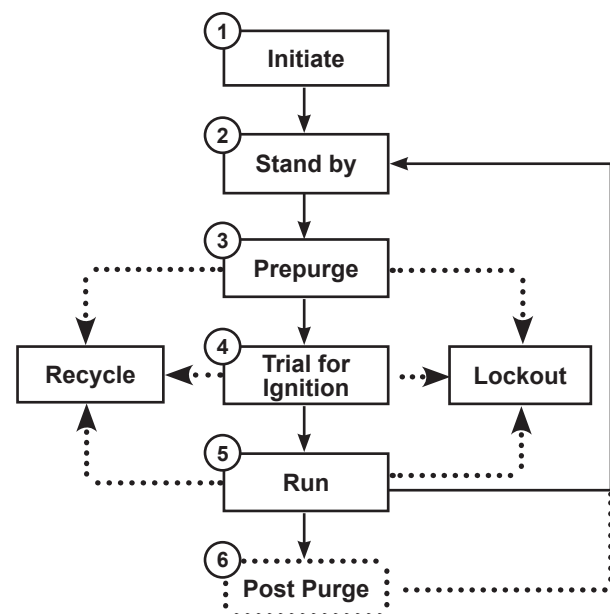 1
Initiate
2
Stand by
3
Prepurge
4
Recycle
Trial for
Ignition
Lockout
5
Run
6
Post Purge